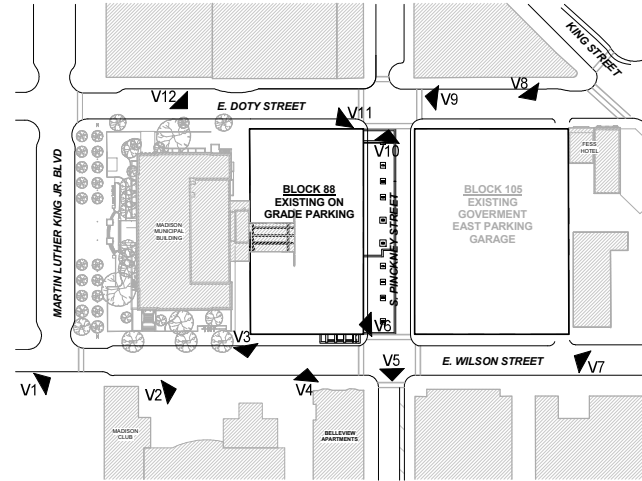 KING STREET
V12
E. DOTY STREET
V11
V9
V8
V10
FESS
HOTEL
MARTIN LUTHER KING JR. BLVD
MADISON
MUNICIPAL
BUILDING
BLOCK 88
EXISTING ON
GRADE PARKING
S. PINCKNEY STREET
BLOCK 105
EXISTING
GOVERMENT
EAST PARKING
GARAGE
V6
V3
V5
E. WILSON STREET
V7
V1
V2
V4
MADISON
CLUB
BELLEVIEW
APARTMENTS